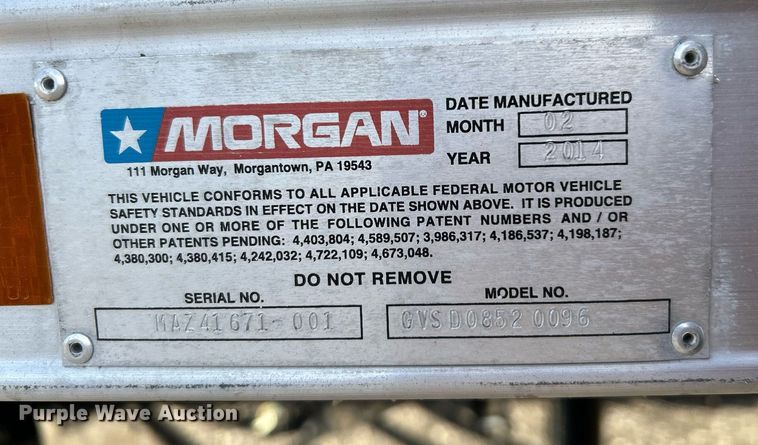 MORGAN®
111 Morgan Way, Morgantown, PA 19543
DATE MANUFACTURED
MONTH 02
YEAR 2014
THIS VEHICLE CONFORMS TO ALL APPLICABLE FEDERAL MOTOR VEHICLE
SAFETY STANDARDS IN EFFECT ON THE DATE SHOWN ABOVE. IT IS PRODUCED
UNDER ONE OR MORE OF THE FOLLOWING PATENT NUMBERS AND / OR
OTHER PATENTS PENDING: 4,403,804; 4,589,507; 3,986,317; 4,186,537; 4,198,187;
4,380,300; 4,380,415; 4,242,032; 4,722,109; 4,673,048.
DO NOT REMOVE
SERIAL NO.
MAZ41671-001
MODEL NO.
GVSD0852 0096
Purple Wave Auction